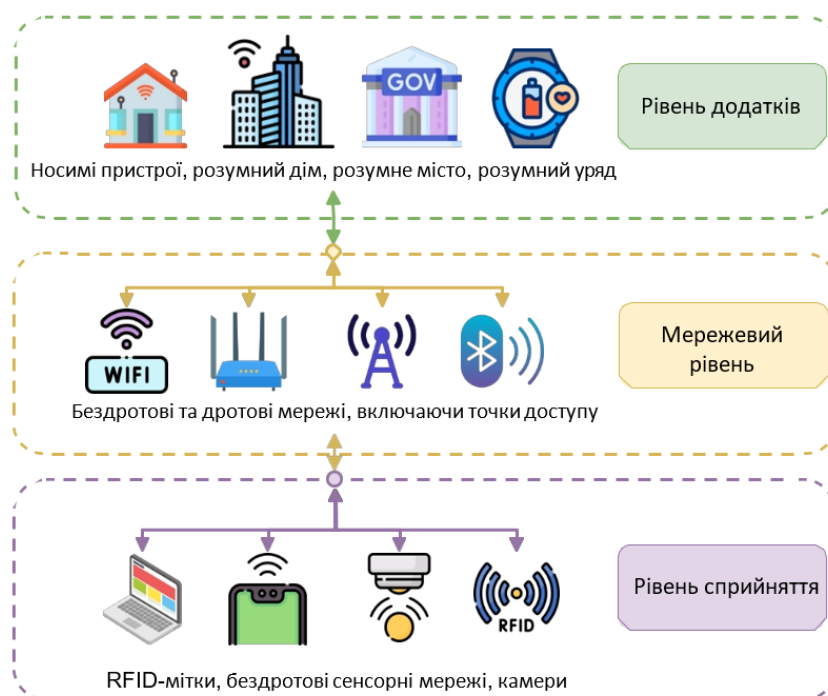 GOV
Рівень додатків
Носимі пристрої, розумний дім, розумне місто, розумний уряд
WIFI
Мережевий
рівень
Бездротові та дротові мережі, включаючи точки доступу
RFID
Рівень сприйняття
RFID-мітки, бездротові сенсорні мережі, камери